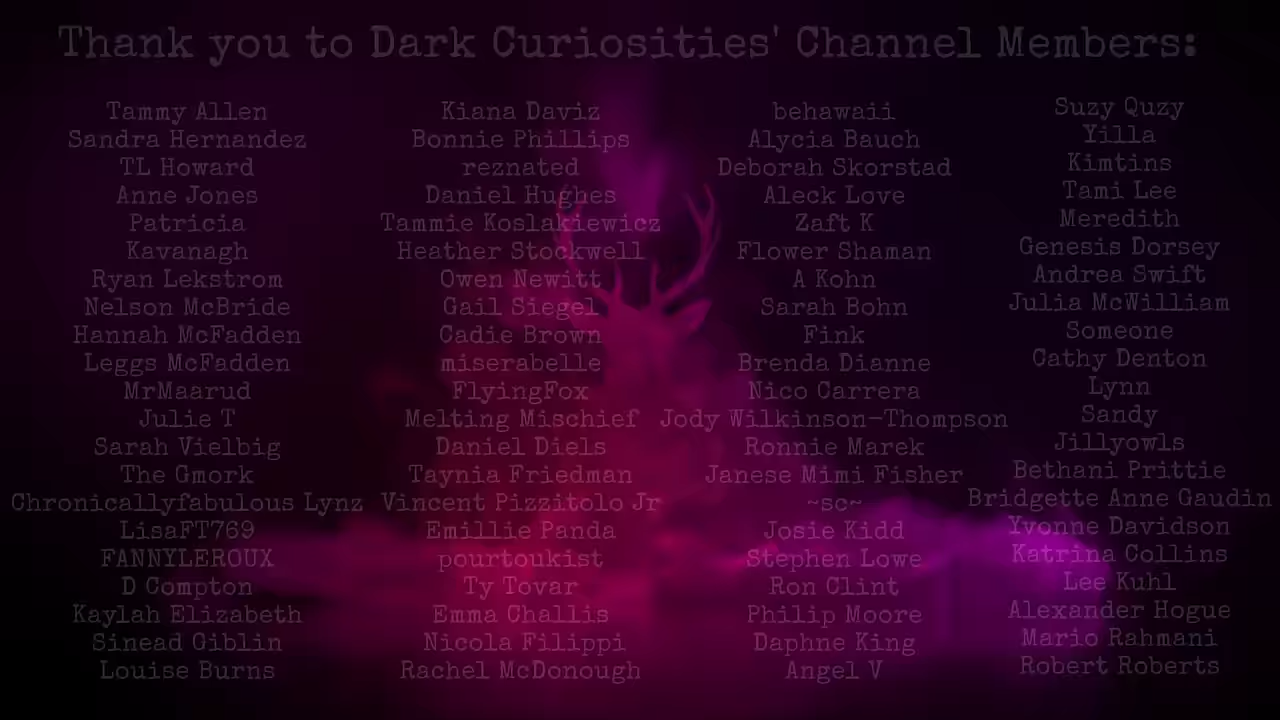 Thank you to Dark Curiosities' Channel Members:
Tammy Allen
Sandra Hernandez
TL Howard
Anne Jones
Patricia
Kavanagh
Ryan Lekstrom
Nelson McBride
Hannah McFadden
Leggs McFadden
MrMaarud
Julie T
Sarah Vielbig
The Gmork
Chronicallyfabulous Lynz
LisaFT769
FANNYLEROUX
D Compton
Kaylah Elizabeth
Sinead Giblin
Louise Burns
Kiana Daviz
Bonnie Phillips
reznated
Daniel Hughes
Tammie Koslakiewicz
Heather Stockwell
Owen Newitt
Gail Siegel
Cadie Brown
miserabelle
FlyingFox
Melting Mischief
Daniel Diels
Taynia Friedman
Vincent Pizzitolo Jr
Emillie Panda
pourtoukist
Ty Tovar
Emma Challis
Nicola Filippi
Rachel McDonough
behawaii
Alycia Bauch
Deborah Skorstad
Aleck Love
Zaft K
Flower Shaman
A Kohn
Sarah Bohn
Fink
Brenda Dianne
Nico Carrera
Jody Wilkinson-Thompson
Ronnie Marek
Janese Mimi Fisher
~sc~
Josie Kidd
Stephen Lowe
Ron Clint
Philip Moore
Daphne King
Angel V
Suzy Quzy
Yilla
Kimtins
Tami Lee
Meredith
Genesis Dorsey
Andrea Swift
Julia McWilliam
Someone
Cathy Denton
Lynn
Sandy
Jillyowls
Bethani Prittie
Bridgette Anne Gaudin
Yvonne Davidson
Katrina Collins
Lee Kuhl
Alexander Hogue
Mario Rahmani
Robert Roberts